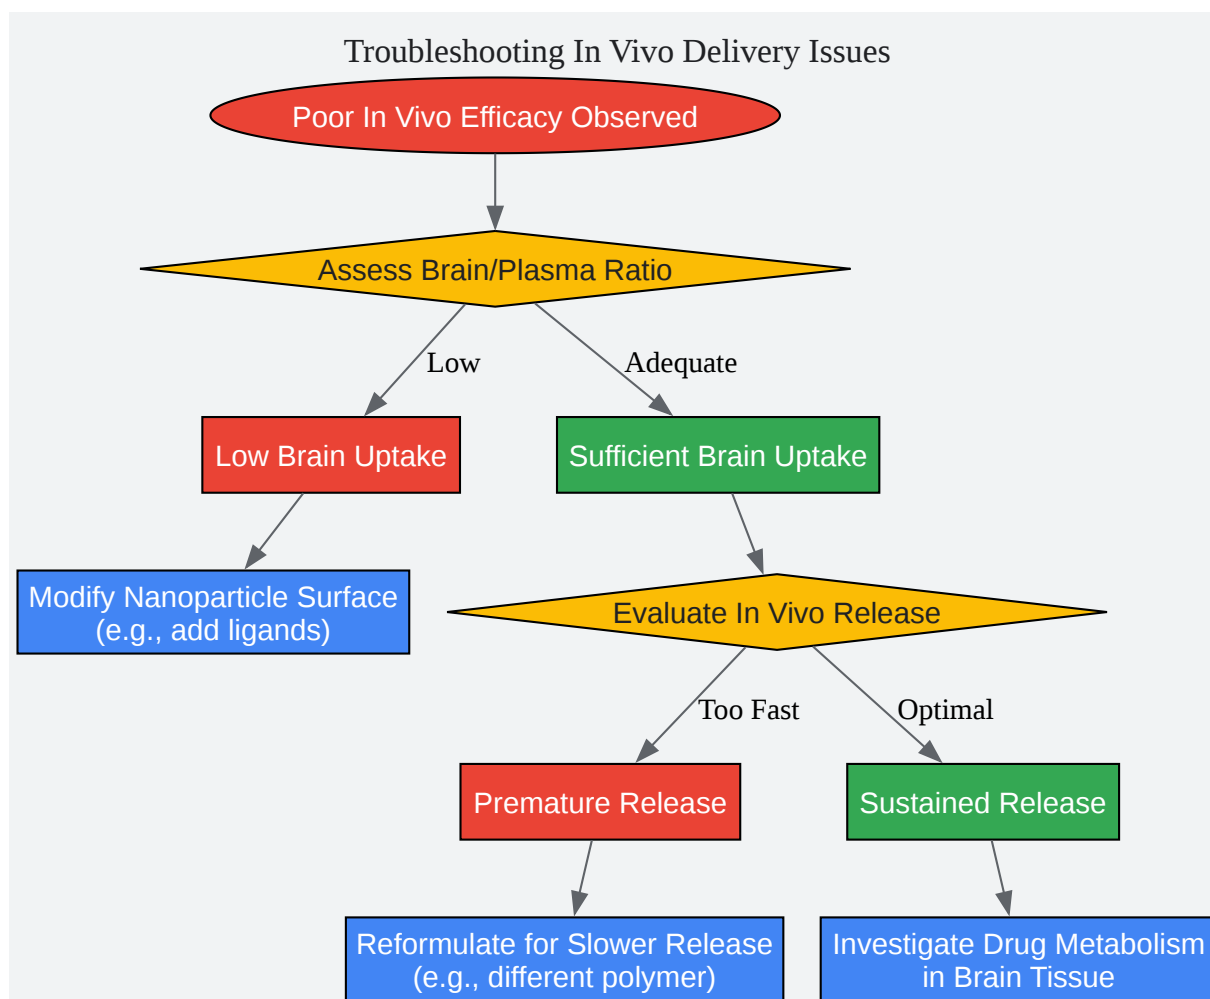 Troubleshooting In Vivo Delivery Issues
Poor In Vivo Efficacy Observed
Assess Brain/Plasma Ratio
Low
Adequate
Low Brain Uptake
Sufficient Brain Uptake
Modify Nanoparticle Surface
(e.g., add ligands)
Evaluate In Vivo Release
Too Fast
Optimal
Premature Release
Sustained Release
Reformulate for Slower Release
(e.g., different polymer)
Investigate Drug Metabolism
in Brain Tissue